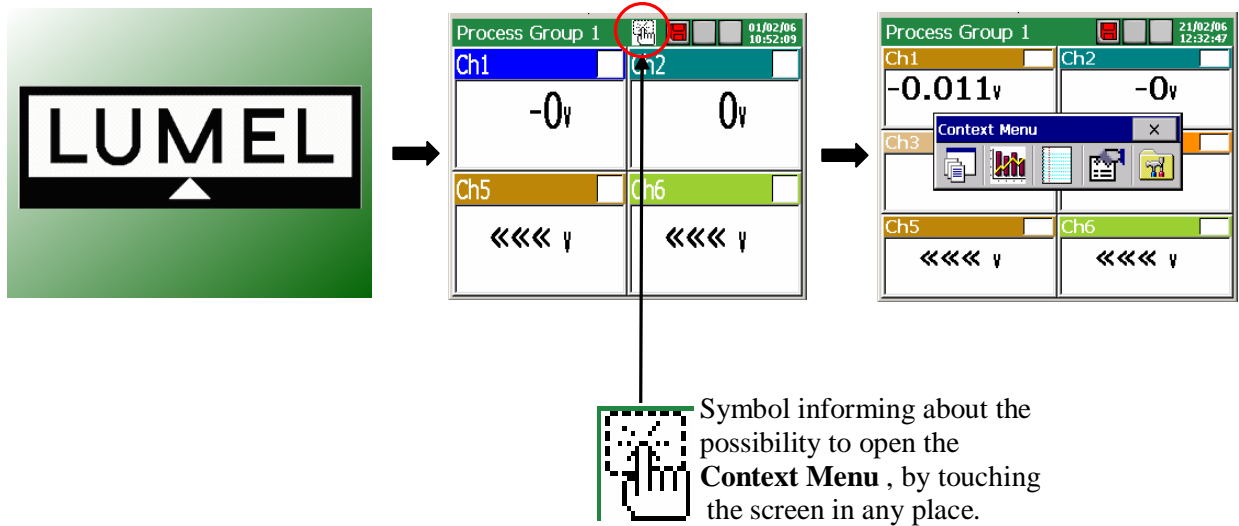 LUMEL
Process Group 1
01/02/06
10:52:09
Ch1
Ch2
-0V
0V
Ch5
Ch6
««« V
««« V
Process Group 1
21/02/06
12:32:47
Ch1
Ch2
-0.011V
-0V
Context Menu
Ch3
Ch5
Ch6
««« V
««« V
Symbol informing about the
possibility to open the
Context Menu , by touching
the screen in any place.